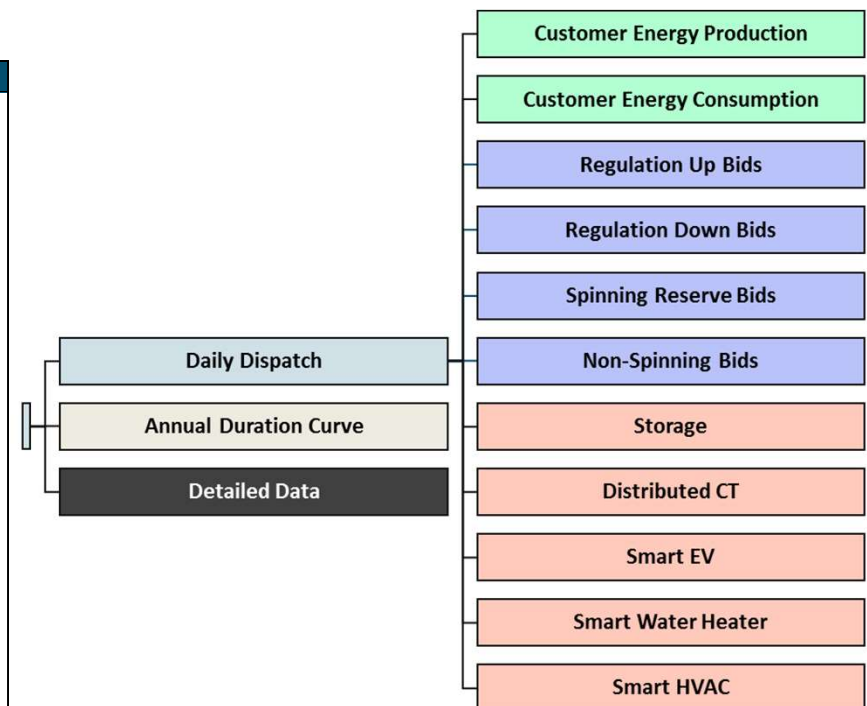 Customer Energy Production
Customer Energy Consumption
Regulation Up Bids
Regulation Down Bids
Spinning Reserve Bids
Daily Dispatch
Non-Spinning Bids
Annual Duration Curve
Storage
Detailed Data
Distributed CT
Smart EV
Smart Water Heater
Smart HVAC